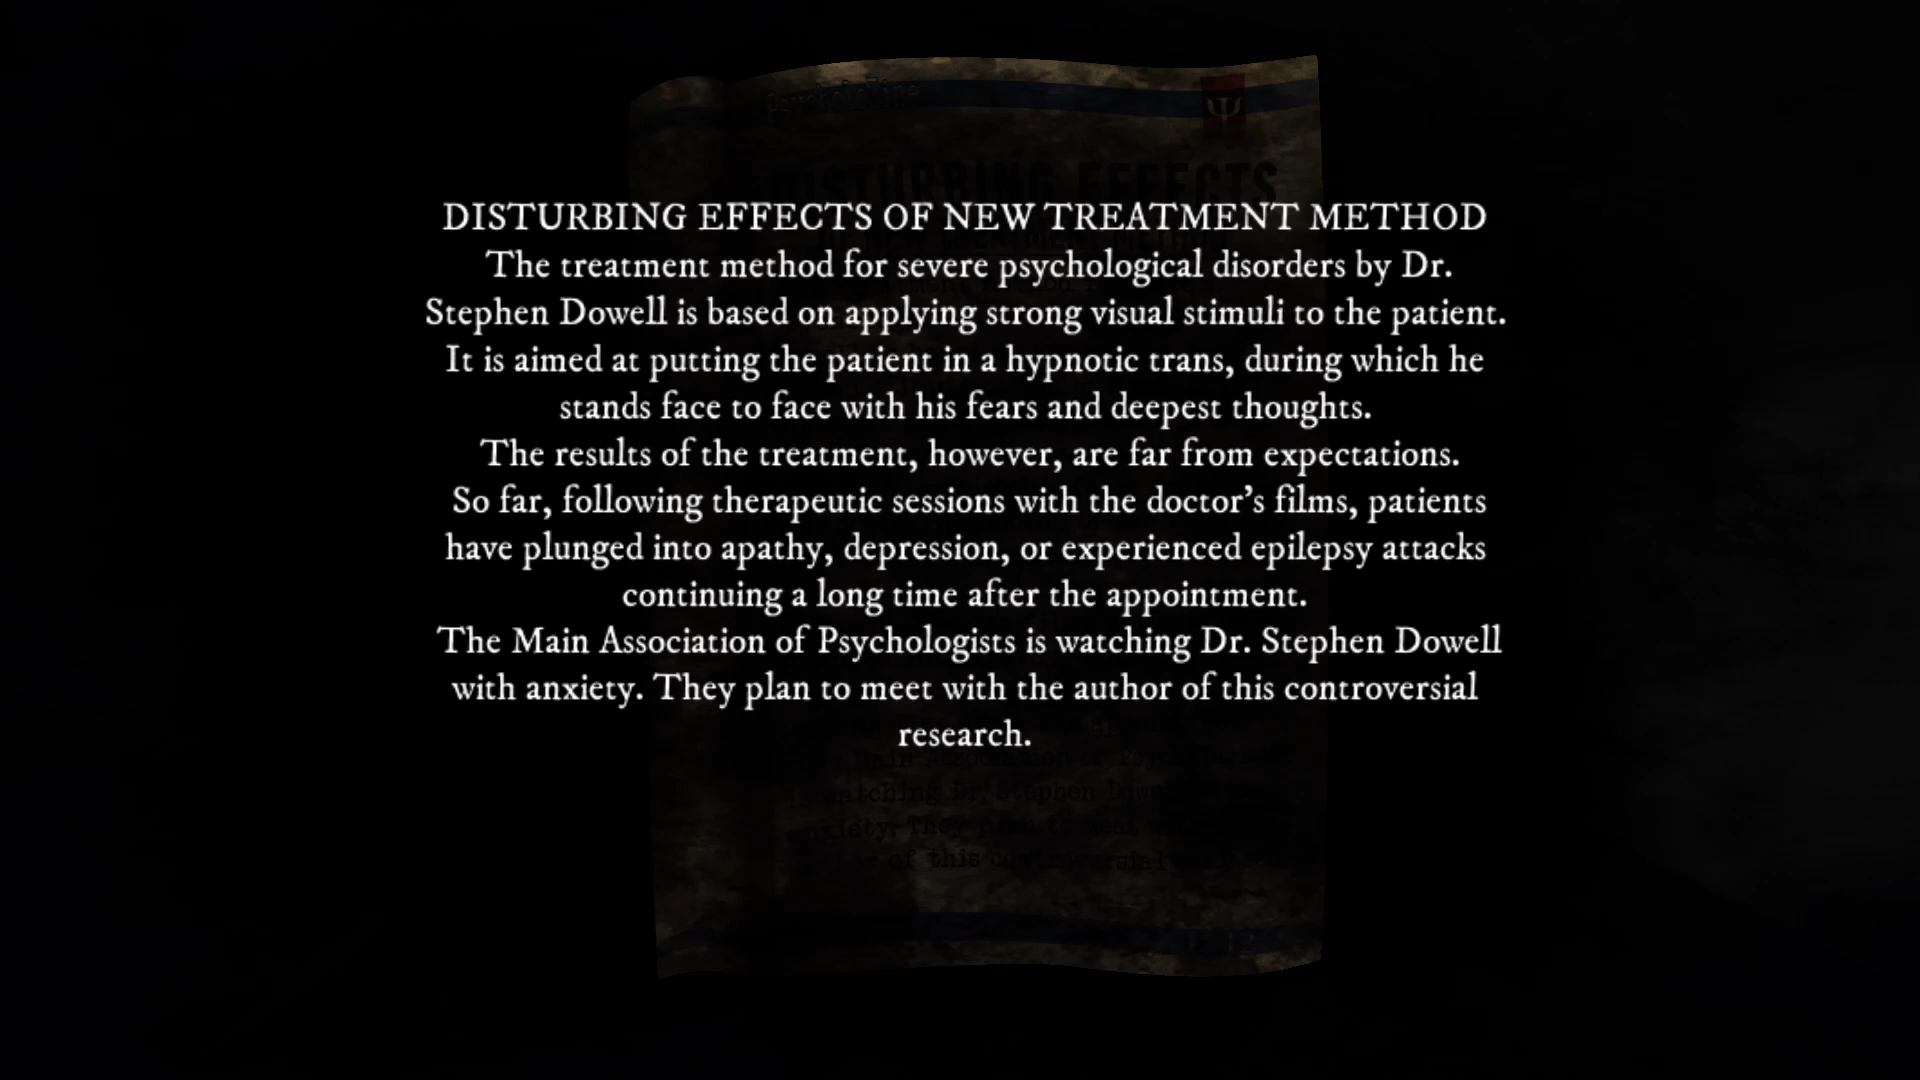 DISTURBING EFFECTS OF NEW TREATMENT METHOD
The treatment method for severe psychological disorders by Dr.
Stephen Dowell is based on applying strong visual stimuli to the patient.
It is aimed at putting the patient in a hypnotic trans, during which he
stands face to face with his fears and deepest thoughts.
The results of the treatment, however, are far from expectations.
So far, following therapeutic sessions with the doctor's films, patients
have plunged into apathy, depression, or experienced epilepsy attacks
continuing a long time after the appointment.
The Main Association of Psychologists is watching Dr. Stephen Dowell
with anxiety. They plan to meet with the author of this controversial
research.
DISTURBING EFFECTS